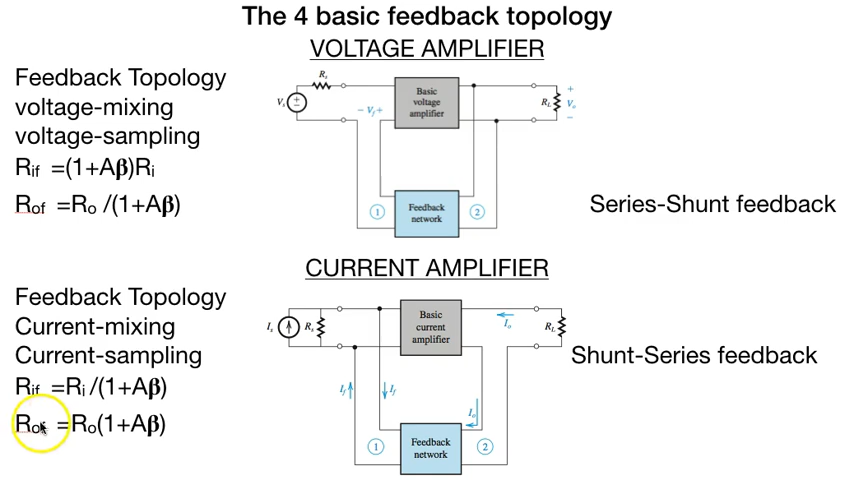 The 4 basic feedback topology
VOLTAGE AMPLIFIER
Feedback Topology
voltage-mixing
voltage-sampling
Rif =(1+Aβ)Ri
Rof =Ro /(1+Aβ)
Rs
Vs
+
−
− Vf +
Basic
voltage
amplifier
RL
+
Vo
−
1
Feedback
network
2
Series-Shunt feedback
CURRENT AMPLIFIER
Feedback Topology
Current-mixing
Current-sampling
Rif =Ri /(1+Aβ)
Rof =Ro(1+Aβ)
Is
Rs
Basic
current
amplifier
Io
RL
If
If
Io
1
Feedback
network
2
Shunt-Series feedback